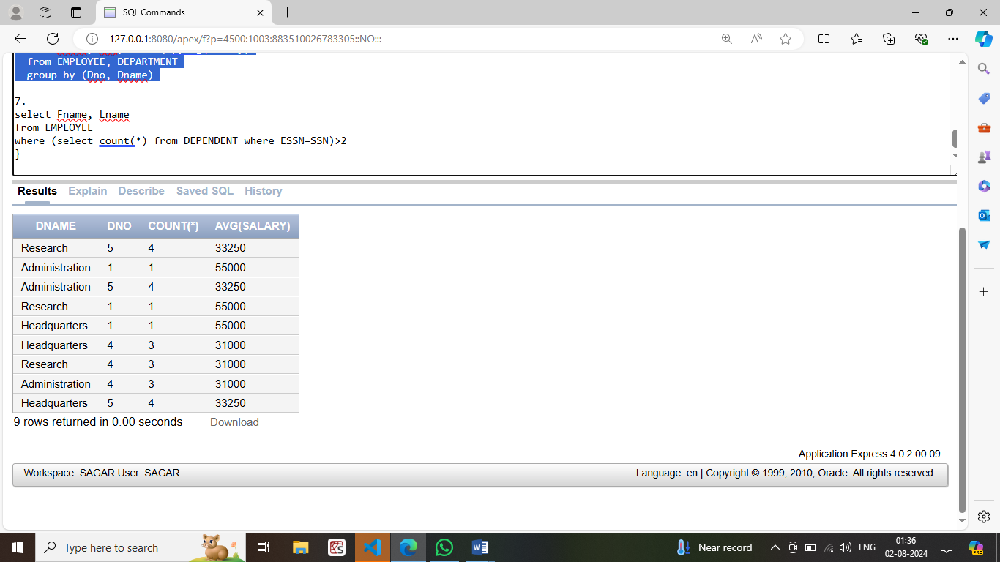 SQL Commands
127.0.0.1:8080/apex/f?p=4500:1003:883510026783305::NO:::
from EMPLOYEE, DEPARTMENT
group by (Dno, Dname)
7.
select Fname, Lname
from EMPLOYEE
where (select count(*) from DEPENDENT where ESSN=SSN)>2
}
Results Explain Describe Saved SQL History
DNAME DNO COUNT(*) AVG(SALARY)
Research 5 4 33250
Administration 1 1 55000
Administration 5 4 33250
Research 1 1 55000
Headquarters 1 1 55000
Headquarters 4 3 31000
Research 4 3 31000
Administration 4 3 31000
Headquarters 5 4 33250
9 rows returned in 0.00 seconds Download
Application Express 4.0.2.00.09
Workspace: SAGAR User: SAGAR Language: en | Copyright © 1999, 2010, Oracle. All rights reserved.
Type here to search Near record ENG 01:36
02-08-2024